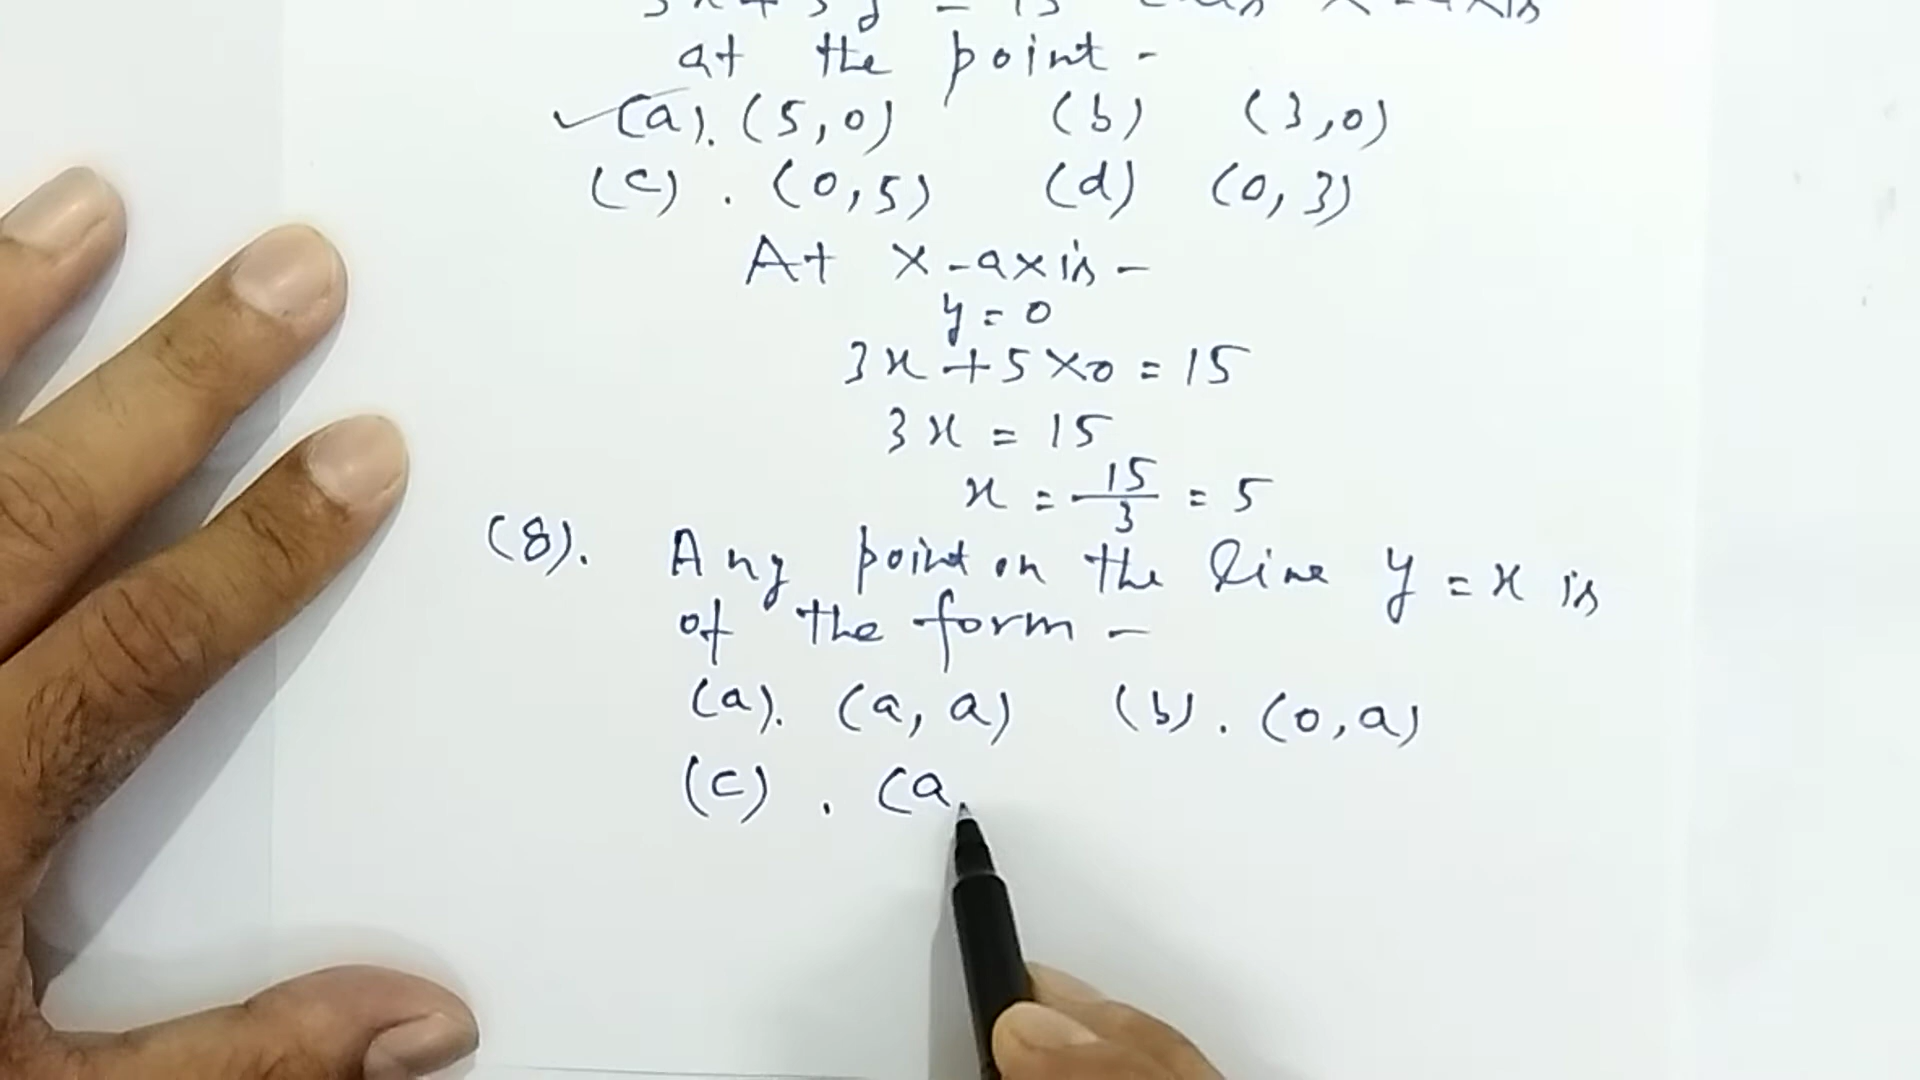 at the point -
(a). (5,0) (b) (3,0)
(c) . (0,5) (d) (0,3)
At x-axis -
y = 0
3x + 5 × 0 = 15
3x = 15
x = 15/3 = 5
(8). Any point on the line y = x is
of the form -
(a). (a, a) (b). (0, a)
(c) . (a,